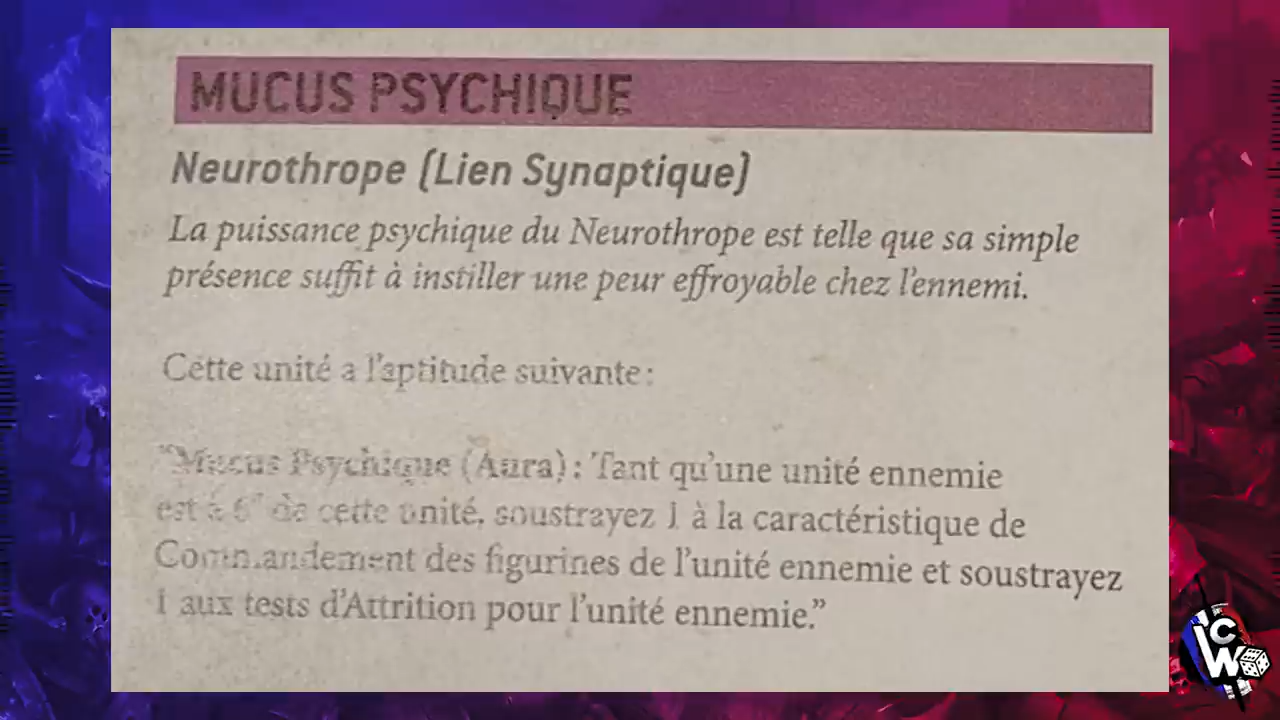 MUCUS PSYCHIQUE
Neurothrope (Lien Synaptique)
La puissance psychique du Neurothrope est telle que sa simple
présence suffit à instiller une peur effroyable chez l'ennemi.
Cette unité a l'aptitude suivante :
"Mucus Psychique (Aura) : Tant qu'une unité ennemie
est à 6" de cette unité, soustrayez 1 à la caractéristique de
Commandement des figurines de l'unité ennemie et soustrayez
1 aux tests d'Attrition pour l'unité ennemie."
CW